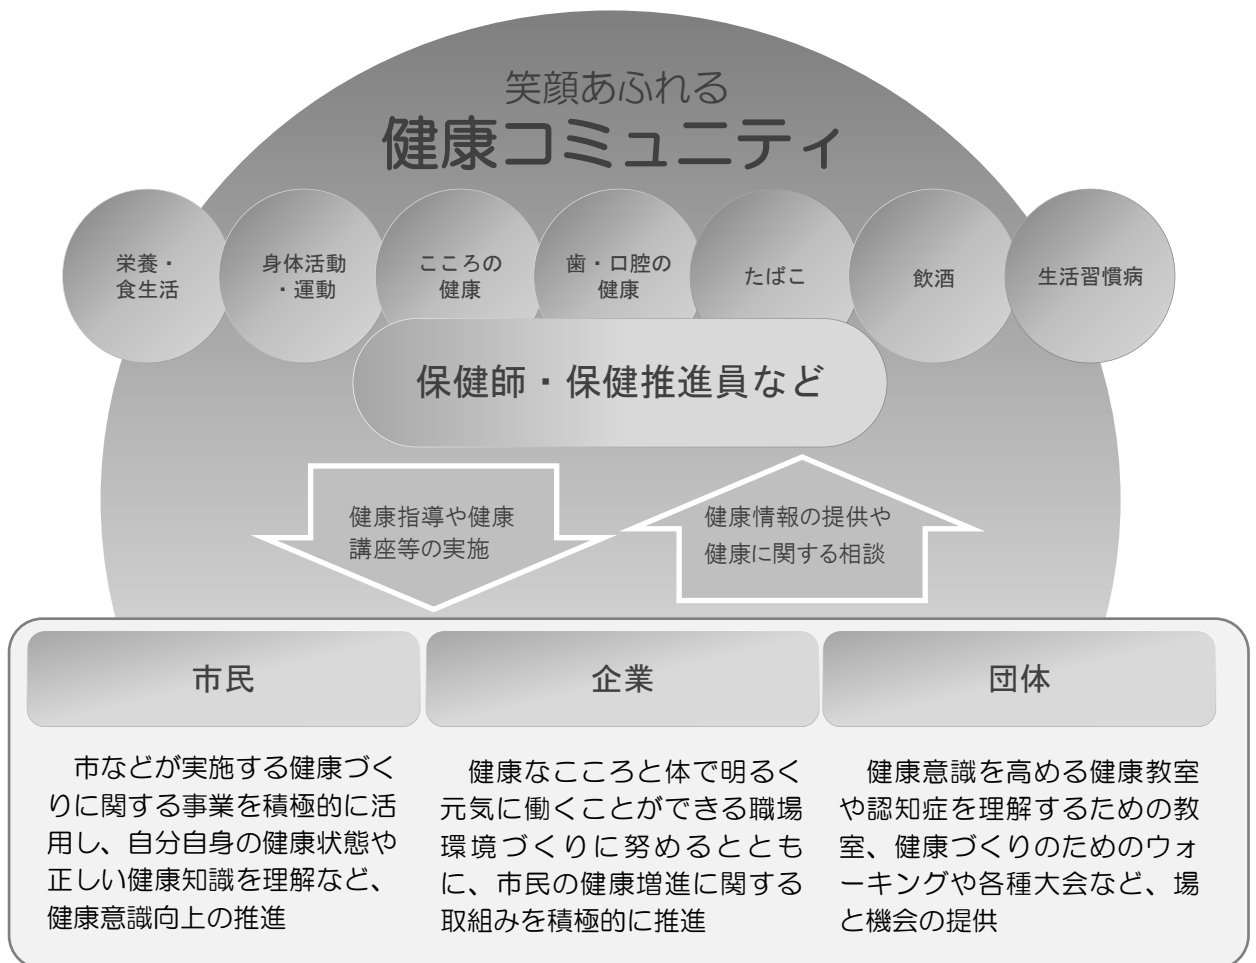 笑顔あふれる
健康コミュニティ
栄養・
食生活
身体活動
・運動
こころの
健康
歯・口腔の
健康
たばこ
飲酒
生活習慣病
保健師・保健推進員など
健康指導や健康
講座等の実施
健康情報の提供や
健康に関する相談
市民
市などが実施する健康づく
りに関する事業を積極的に活
用し、自分自身の健康状態や
正しい健康知識を理解など、
健康意識向上の推進
企業
健康なこころと体で明るく
元気に働くことができる職場
環境づくりに努めるととも
に、市民の健康増進に関する
取組みを積極的に推進
団体
健康意識を高める健康教室
や認知症を理解するための教
室、健康づくりのためのウォ
ーキングや各種大会など、場
と機会の提供